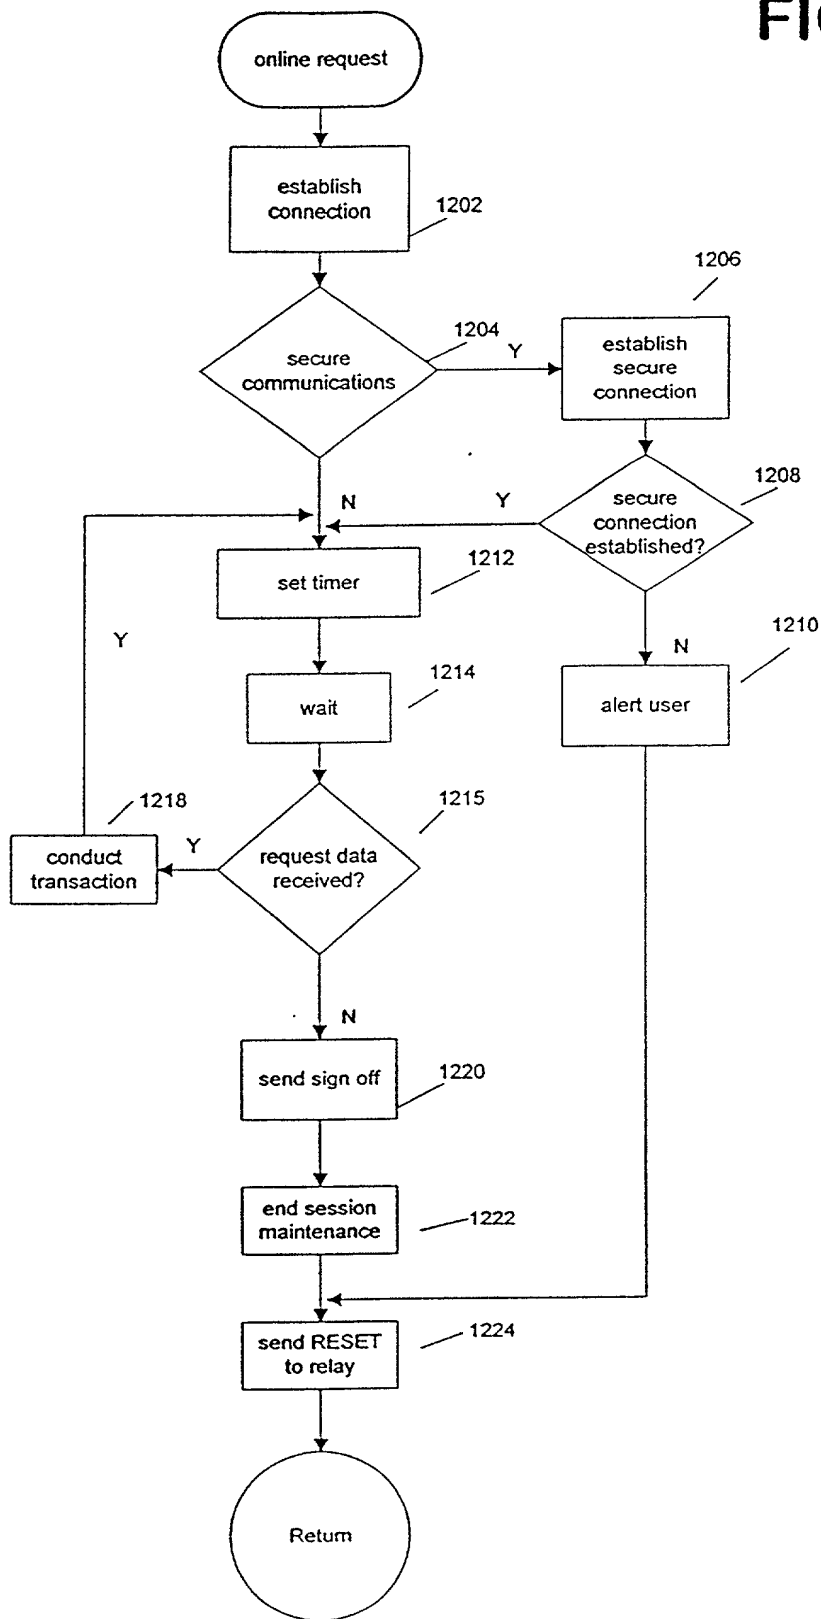 online request
establish
connection
1202
1206
1204
Y
secure
communications
establish
secure
connection
1208
N
Y
secure
connection
established?
1212
set timer
1210
Y
N
1214
wait
alert user
1218
1215
Y
conduct
transaction
request data
received?
N
send sign off
1220
end session
maintenance
1222
send RESET
to relay
1224
Return